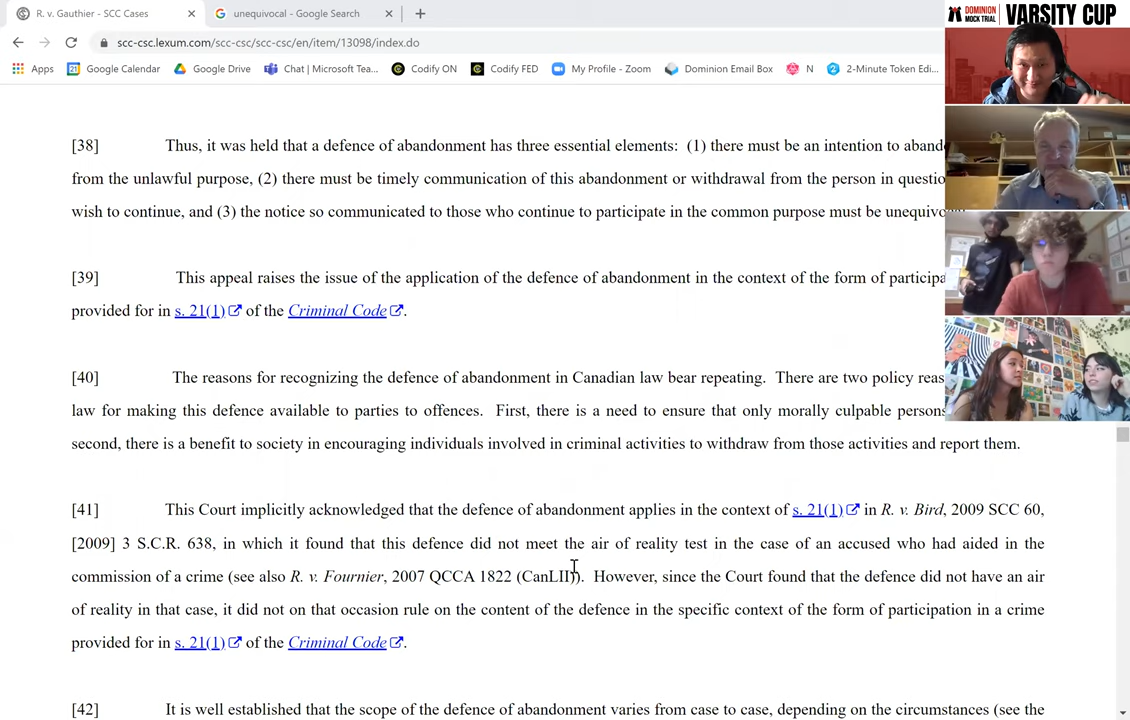 R. v. Gauthier - SCC Cases
unequivocal - Google Search
DOMINION
MOCK TRIAL
VARSITY CUP
scc-csc.lexum.com/scc-csc/scc-csc/en/item/13098/index.do
Apps
Google Calendar
Google Drive
Chat | Microsoft Tea...
Codify ON
Codify FED
My Profile - Zoom
Dominion Email Box
N
2-Minute Token Edi...
[38] Thus, it was held that a defence of abandonment has three essential elements: (1) there must be an intention to aband
from the unlawful purpose, (2) there must be timely communication of this abandonment or withdrawal from the person in questio
wish to continue, and (3) the notice so communicated to those who continue to participate in the common purpose must be unequivo
[39] This appeal raises the issue of the application of the defence of abandonment in the context of the form of participa
provided for in s. 21(1) of the Criminal Code.
[40] The reasons for recognizing the defence of abandonment in Canadian law bear repeating. There are two policy reas
law for making this defence available to parties to offences. First, there is a need to ensure that only morally culpable persons
second, there is a benefit to society in encouraging individuals involved in criminal activities to withdraw from those activities and report them.
[41] This Court implicitly acknowledged that the defence of abandonment applies in the context of s. 21(1) in R. v. Bird, 2009 SCC 60,
[2009] 3 S.C.R. 638, in which it found that this defence did not meet the air of reality test in the case of an accused who had aided in the
commission of a crime (see also R. v. Fournier, 2007 QCCA 1822 (CanLII)). However, since the Court found that the defence did not have an air
of reality in that case, it did not on that occasion rule on the content of the defence in the specific context of the form of participation in a crime
provided for in s. 21(1) of the Criminal Code.
[42] It is well established that the scope of the defence of abandonment varies from case to case, depending on the circumstances (see the